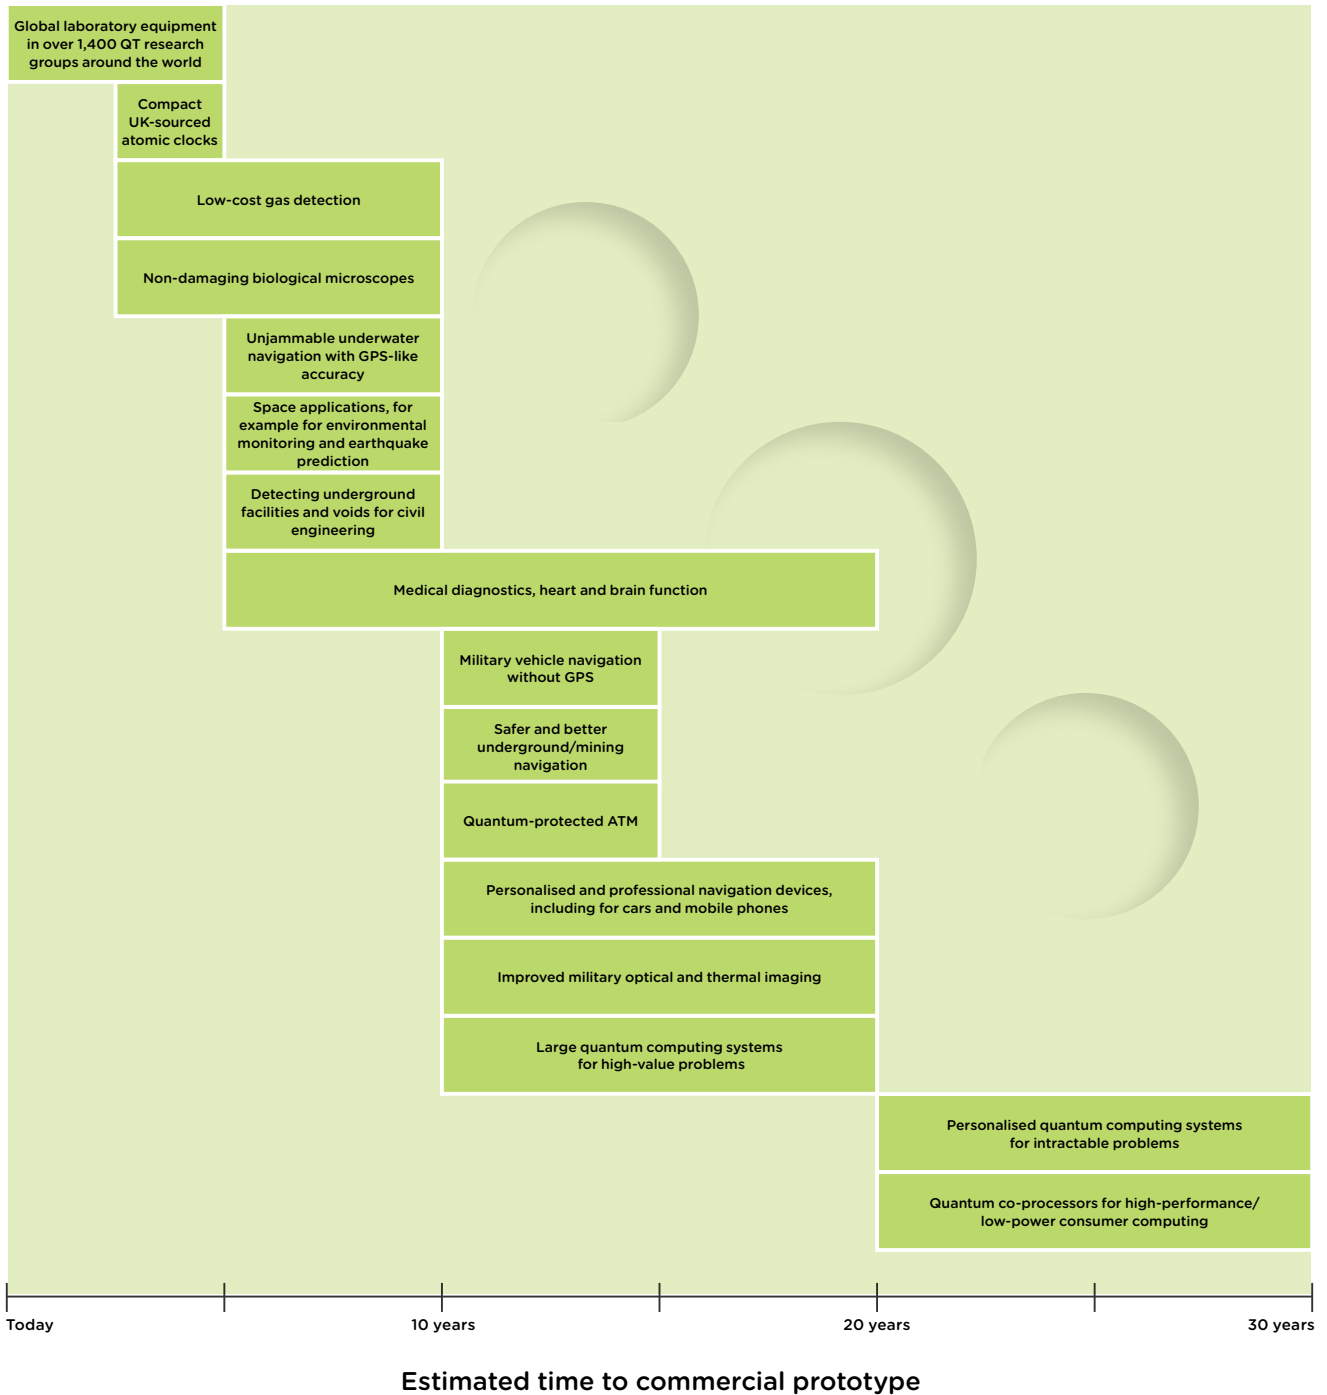 Global laboratory equipment
in over 1,400 QT research
groups around the world
Compact
UK-sourced
atomic clocks
Low-cost gas detection
Non-damaging biological microscopes
Unjammable underwater
navigation with GPS-like
accuracy
Space applications, for
example for environmental
monitoring and earthquake
prediction
Detecting underground
facilities and voids for civil
engineering
Medical diagnostics, heart and brain function
Military vehicle navigation
without GPS
Safer and better
underground/mining
navigation
Quantum-protected ATM
Personalised and professional navigation devices,
including for cars and mobile phones
Improved military optical and thermal imaging
Large quantum computing systems
for high-value problems
Personalised quantum computing systems
for intractable problems
Quantum co-processors for high-performance/
low-power consumer computing
Today
10 years
20 years
30 years
Estimated time to commercial prototype